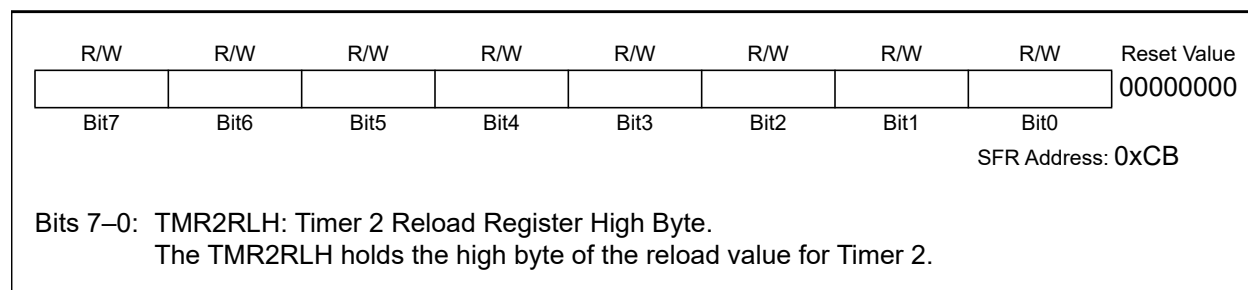 R/W R/W R/W R/W R/W R/W R/W R/W Reset Value
00000000
Bit7 Bit6 Bit5 Bit4 Bit3 Bit2 Bit1 Bit0
SFR Address: 0xCB
Bits 7–0: TMR2RLH: Timer 2 Reload Register High Byte.
The TMR2RLH holds the high byte of the reload value for Timer 2.